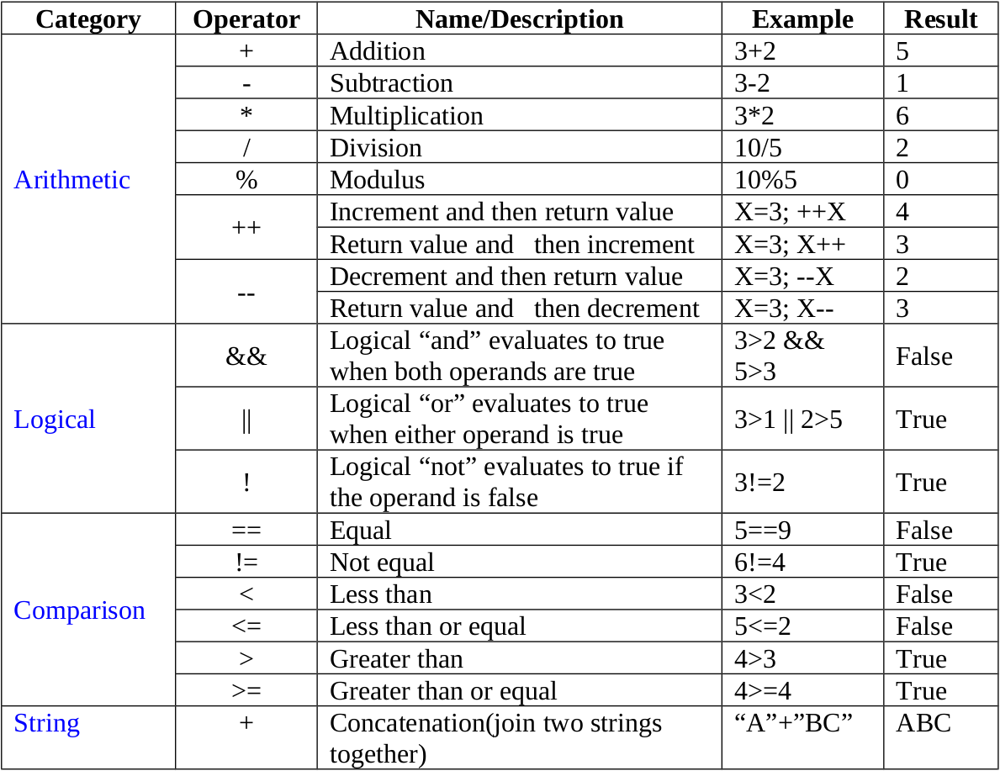 Category Operator Name/Description Example Result
Arithmetic + Addition 3+2 5
- Subtraction 3-2 1
* Multiplication 3*2 6
/ Division 10/5 2
% Modulus 10%5 0
++ Increment and then return value X=3; ++X 4
Return value and then increment X=3; X++ 3
-- Decrement and then return value X=3; --X 2
Return value and then decrement X=3; X-- 3
Logical && Logical “and” evaluates to true
when both operands are true 3>2 &&
5>3 False
|| Logical “or” evaluates to true
when either operand is true 3>1 || 2>5 True
! Logical “not” evaluates to true if
the operand is false 3!=2 True
Comparison == Equal 5==9 False
!= Not equal 6!=4 True
< Less than 3<2 False
<= Less than or equal 5<=2 False
> Greater than 4>3 True
>= Greater than or equal 4>=4 True
String + Concatenation(join two strings
together) “A”+”BC” ABC